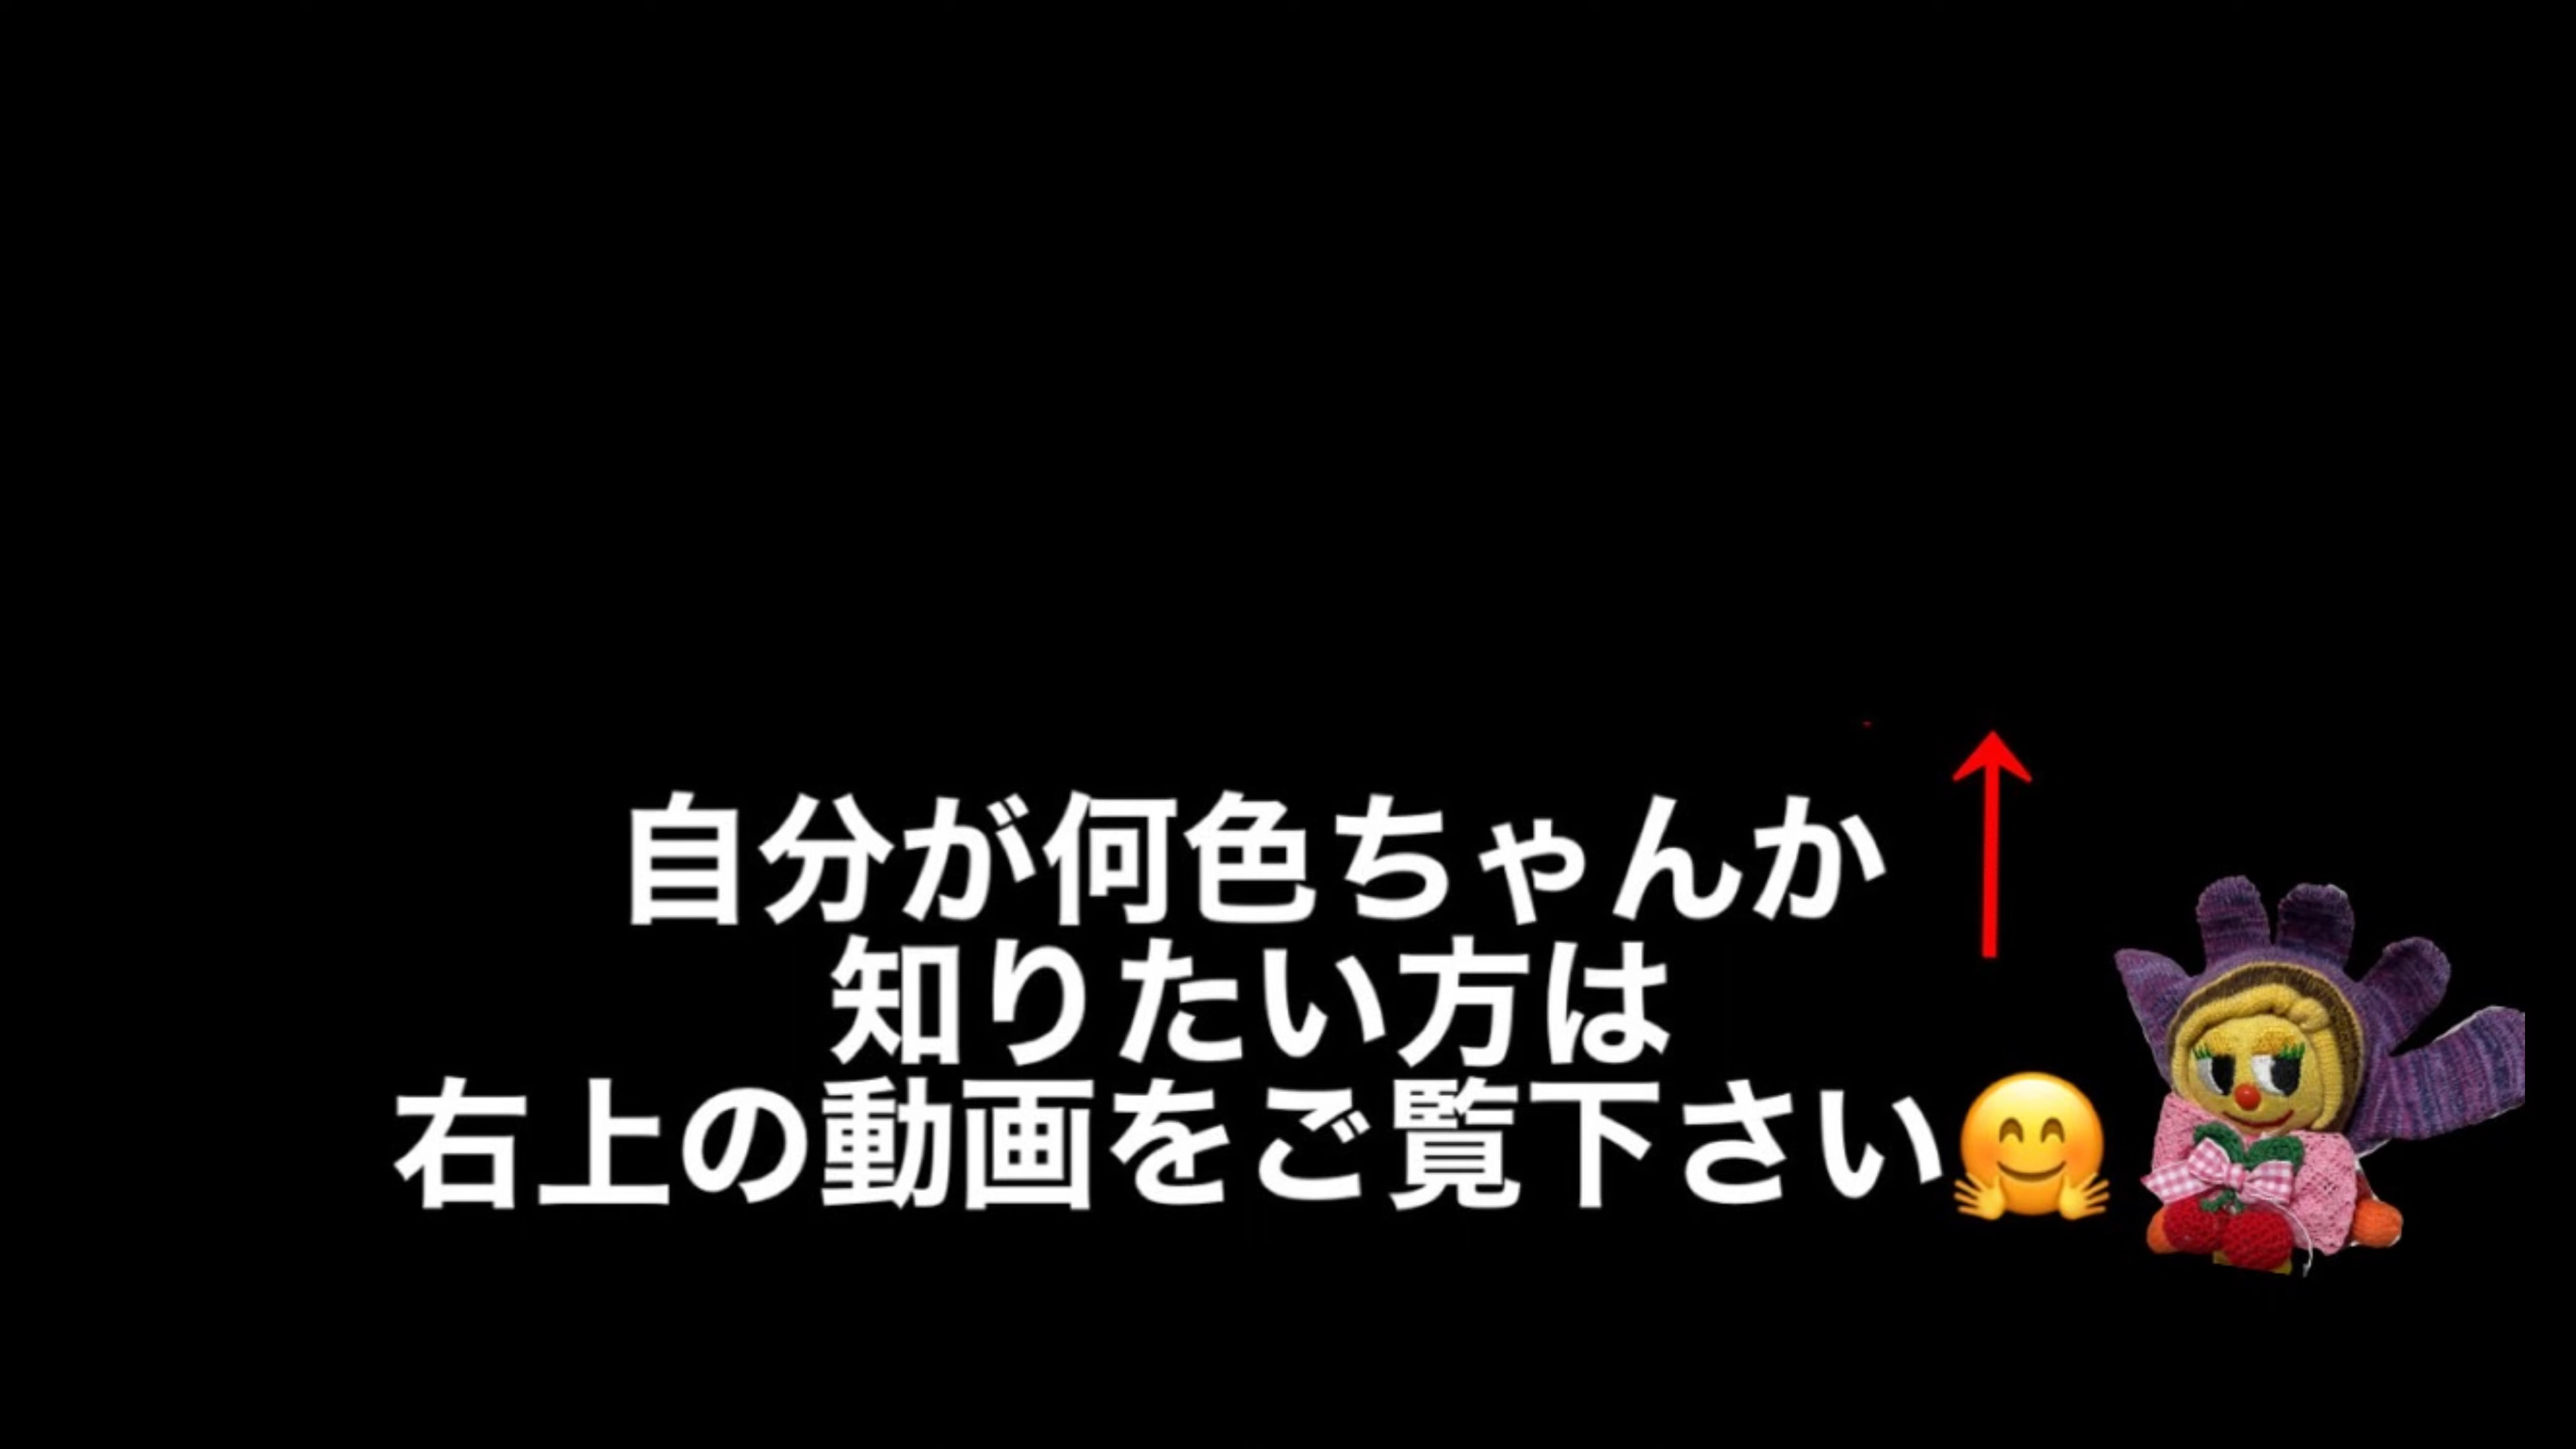 自分が何色ちゃんか
知りたい方は
右上の動画をご覧下さい🤗